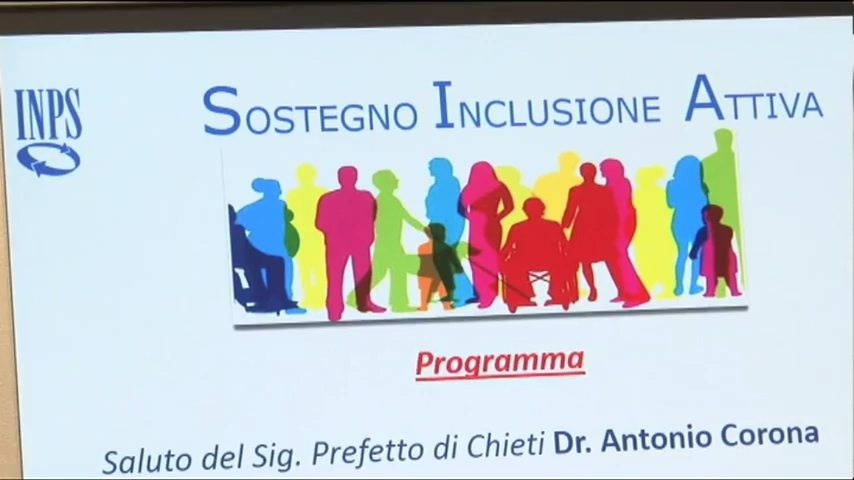 INPS
SOSTEGNO INCLUSIONE ATTIVA
Programma
Saluto del Sig. Prefetto di Chieti Dr. Antonio Corona